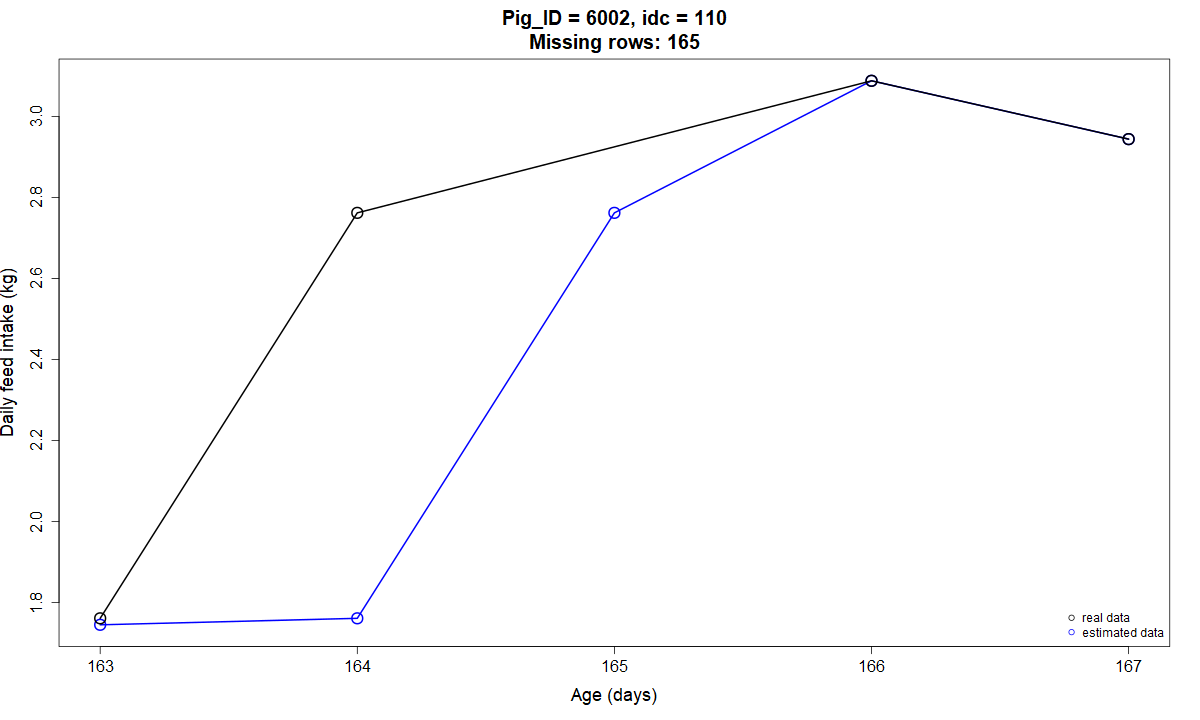 Pig_ID = 6002, idc = 110
Missing rows: 165
Daily feed intake (kg)
3.0
2.8
2.6
2.4
2.2
2.0
1.8
real data
estimated data
163 164 165 166 167
Age (days)